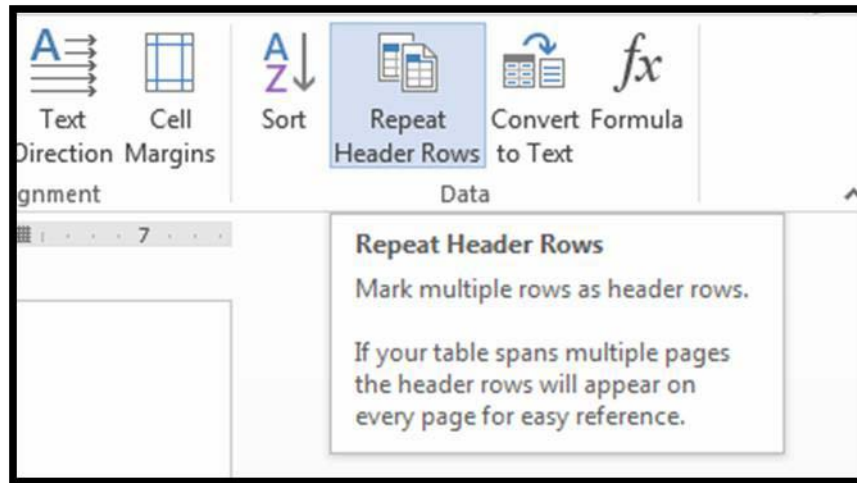 Text
Direction
Cell
Margins
Sort
Repeat
Header Rows
Convert
to Text
Formula
gnment
Data
7
Repeat Header Rows
Mark multiple rows as header rows.
If your table spans multiple pages
the header rows will appear on
every page for easy reference.